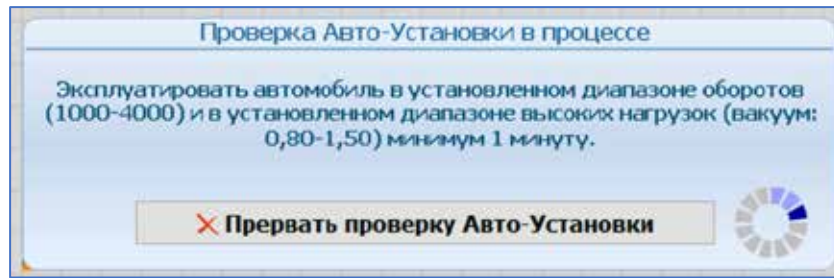 Проверка Авто-Установки в процессе
Эксплуатировать автомобиль в установленном диапазоне оборотов
(1000-4000) и в установленном диапазоне высоких нагрузок (вакуум:
0,80-1,50) минимум 1 минуту.
Прервать проверку Авто-Установки